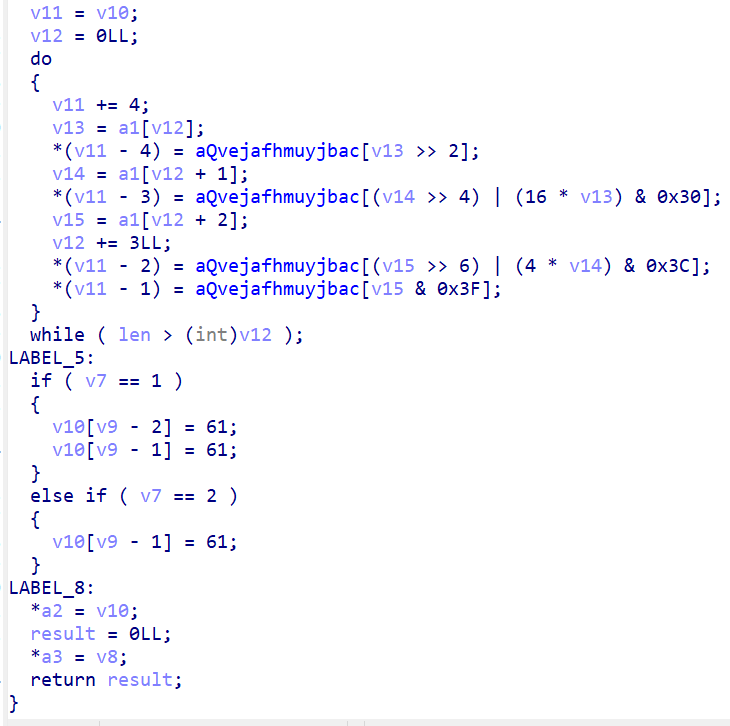 v11 = v10;
v12 = 0LL;
do
{
v11 += 4;
v13 = a1[v12];
*(v11 - 4) = aQvejafhmuyjbac[v13 >> 2];
v14 = a1[v12 + 1];
*(v11 - 3) = aQvejafhmuyjbac[(v14 >> 4) | (16 * v13) & 0x30];
v15 = a1[v12 + 2];
v12 += 3LL;
*(v11 - 2) = aQvejafhmuyjbac[(v15 >> 6) | (4 * v14) & 0x3C];
*(v11 - 1) = aQvejafhmuyjbac[v15 & 0x3F];
}
while ( len > (int)v12 );
LABEL_5:
if ( v7 == 1 )
{
v10[v9 - 2] = 61;
v10[v9 - 1] = 61;
}
else if ( v7 == 2 )
{
v10[v9 - 1] = 61;
}
LABEL_8:
*a2 = v10;
result = 0LL;
*a3 = v8;
return result;
}